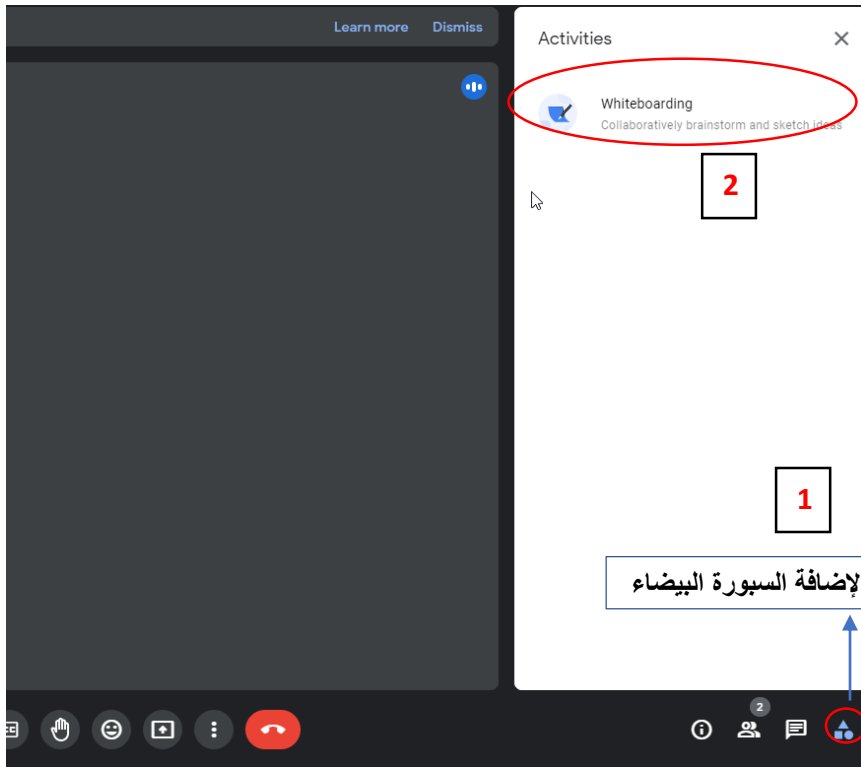 Learn more Dismiss
Activities
Whiteboarding
Collaboratively brainstorm and sketch ideas
2
1
لإضافة السبورة البيضاء
2